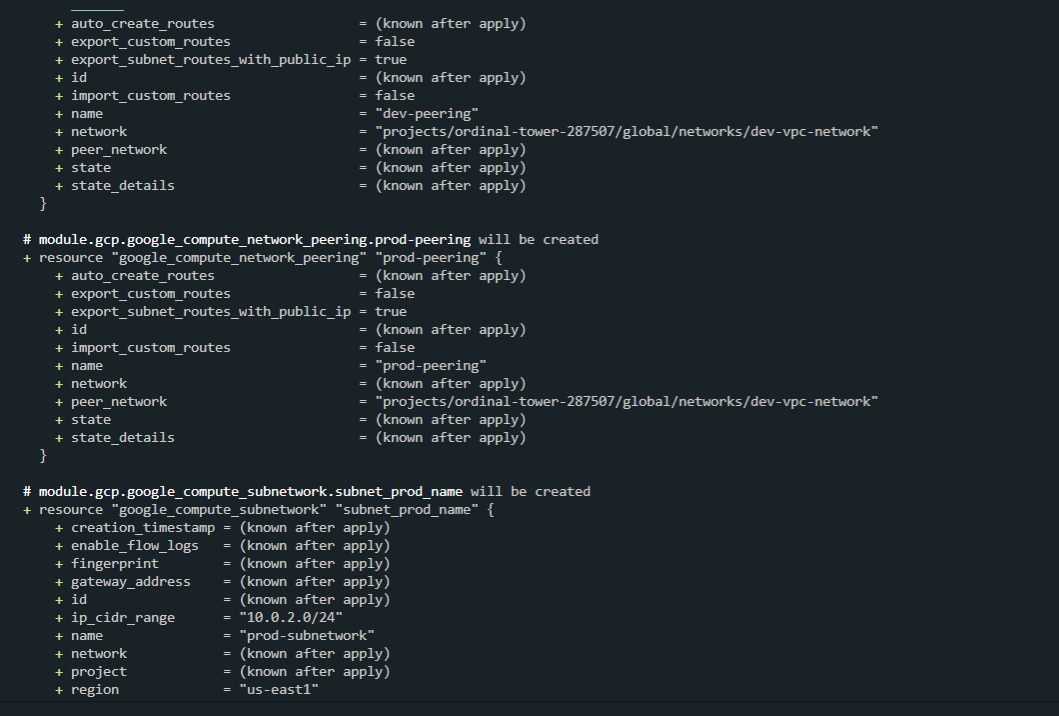 + auto_create_routes = (known after apply)
+ export_custom_routes = false
+ export_subnet_routes_with_public_ip = true
+ id = (known after apply)
+ import_custom_routes = false
+ name = "dev-peering"
+ network = "projects/ordinal-tower-287507/global/networks/dev-vpc-network"
+ peer_network = (known after apply)
+ state = (known after apply)
+ state_details = (known after apply)
}
# module.gcp.google_compute_network_peering.prod-peering will be created
+ resource "google_compute_network_peering" "prod-peering" {
+ auto_create_routes = (known after apply)
+ export_custom_routes = false
+ export_subnet_routes_with_public_ip = true
+ id = (known after apply)
+ import_custom_routes = false
+ name = "prod-peering"
+ network = (known after apply)
+ peer_network = "projects/ordinal-tower-287507/global/networks/dev-vpc-network"
+ state = (known after apply)
+ state_details = (known after apply)
}
# module.gcp.google_compute_subnetwork.subnet_prod_name will be created
+ resource "google_compute_subnetwork" "subnet_prod_name" {
+ creation_timestamp = (known after apply)
+ enable_flow_logs = (known after apply)
+ fingerprint = (known after apply)
+ gateway_address = (known after apply)
+ id = (known after apply)
+ ip_cidr_range = "10.0.2.0/24"
+ name = "prod-subnetwork"
+ network = (known after apply)
+ project = (known after apply)
+ region = "us-east1"